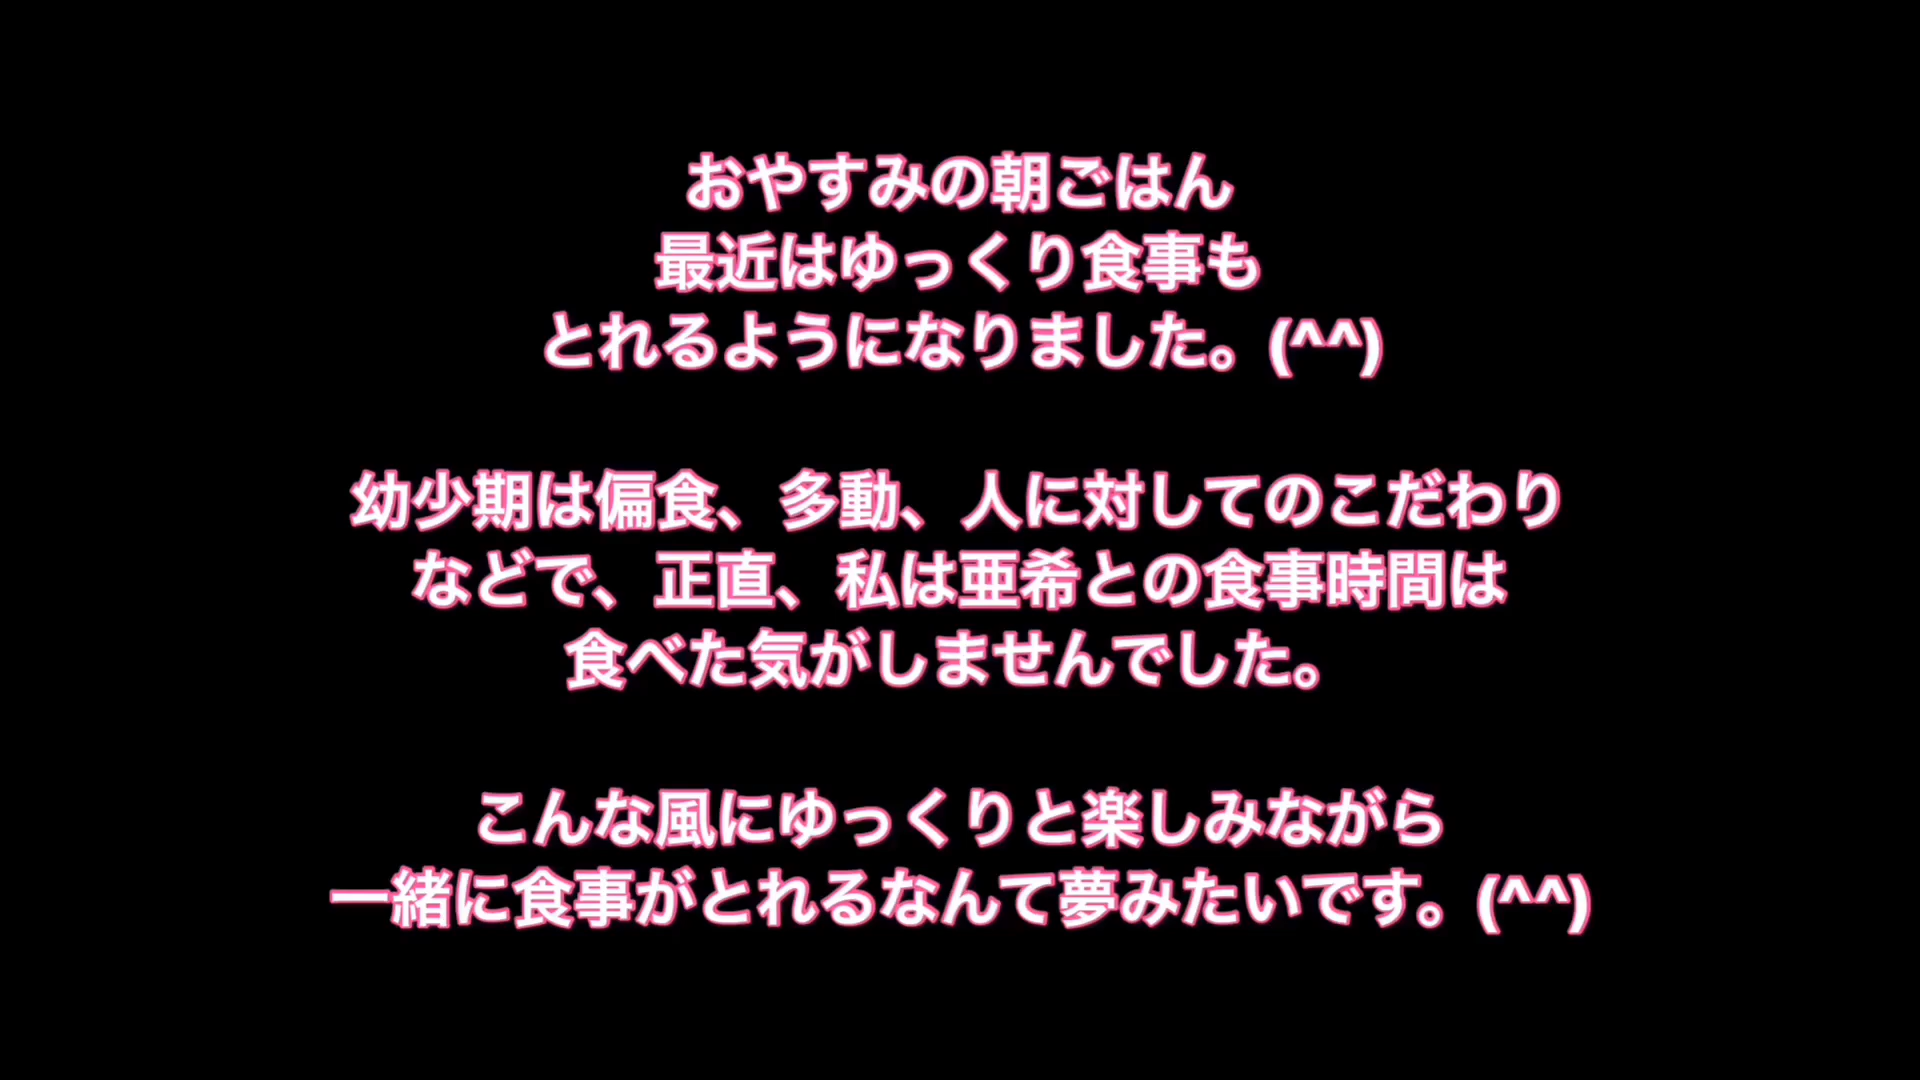 おやすみの朝ごはん
最近はゆっくり食事も
とれるようになりました。(^^)
幼少期は偏食、多動、人に対してのこだわり
などで、正直、私は亜希との食事時間は
食べた気がしませんでした。
こんな風にゆっくりと楽しみながら
一緒に食事がとれるなんて夢みたいです。(^^)